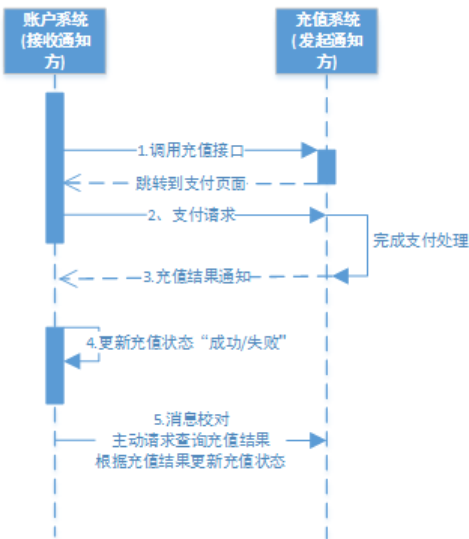 账户系统
(接收通知
方)
充值系统
(发起通知
方)
1.调用充值接口
跳转到支付页面
2、支付请求
完成支付处理
3.充值结果通知
4.更新充值状态“成功/失败”
5.消息校对
主动请求查询充值结果
根据充值结果更新充值状态